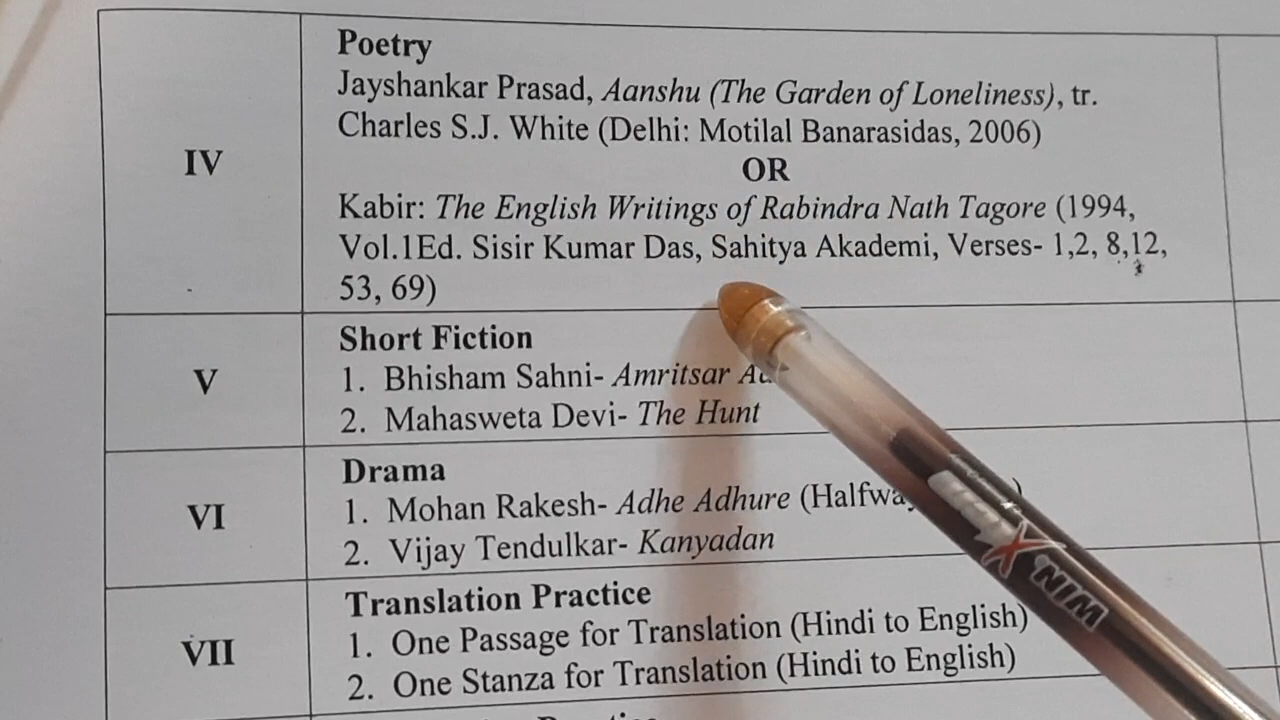 IV
Poetry
Jayshankar Prasad, Aanshu (The Garden of Loneliness), tr.
Charles S.J. White (Delhi: Motilal Banarasidas, 2006)
OR
Kabir: The English Writings of Rabindra Nath Tagore (1994,
Vol.1Ed. Sisir Kumar Das, Sahitya Akademi, Verses- 1,2, 8,12,
53, 69)
V
Short Fiction
1. Bhisham Sahni- Amritsar
2. Mahasweta Devi- The Hunt
VI
Drama
1. Mohan Rakesh- Adhe Adhure
2. Vijay Tendulkar- Kanyadan
VII
Translation Practice
1. One Passage for Translation (Hindi to English)
2. One Stanza for Translation (Hindi to English)
WIN